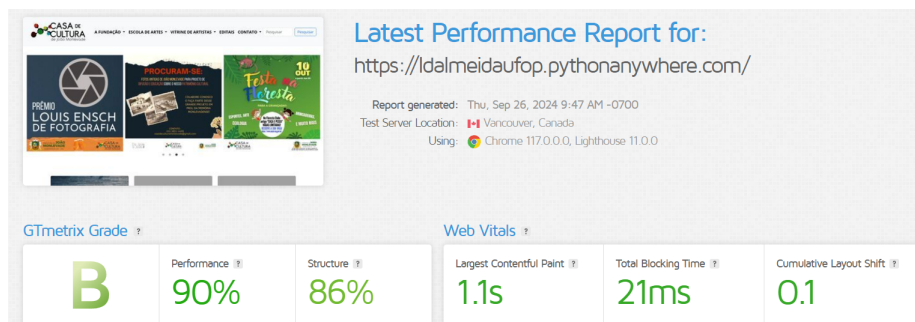 CASA DE
CULTURA
A FUNDAÇÃO ESCOLA DE ARTES VITRINE DE ARTISTAS EDITAIS CONTATO Pesquisar Pesquisar
PRÊMIO
LOUIS ENSCH
DE FOTOGRAFIA
PROCURAM-SE:
10
OUT
Festa
na
Floresta
Latest Performance Report for:
https://ldalmeidaufop.pythonanywhere.com/
Report generated: Thu, Sep 26, 2024 9:47 AM -0700
Test Server Location: Vancouver, Canada
Using: Chrome 117.0.0.0, Lighthouse 11.0.0
GTmetrix Grade ?
Web Vitals ?
B
Performance ?
90%
Structure ?
86%
Largest Contentful Paint ?
1.1s
Total Blocking Time ?
21ms
Cumulative Layout Shift ?
0.1